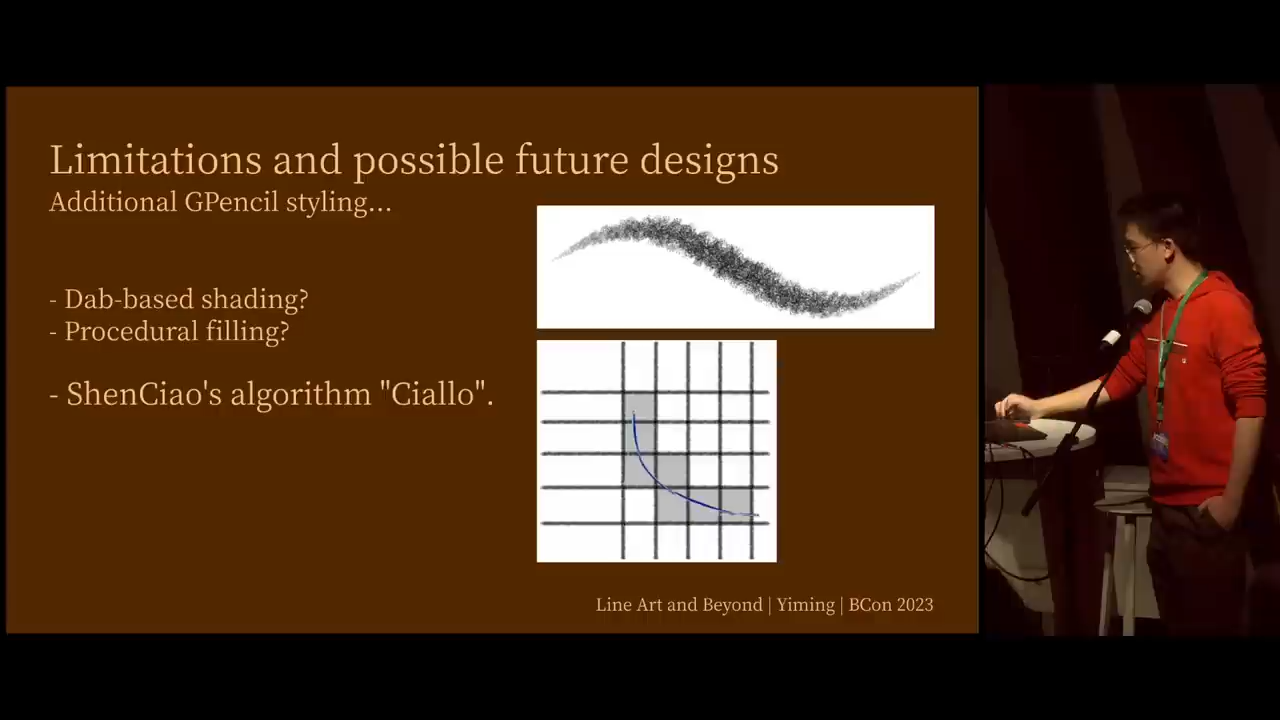 Limitations and possible future designs
Additional GPencil styling...
- Dab-based shading?
- Procedural filling?
- ShenCiao's algorithm "Ciallo".
Line Art and Beyond | Yiming | BCon 2023